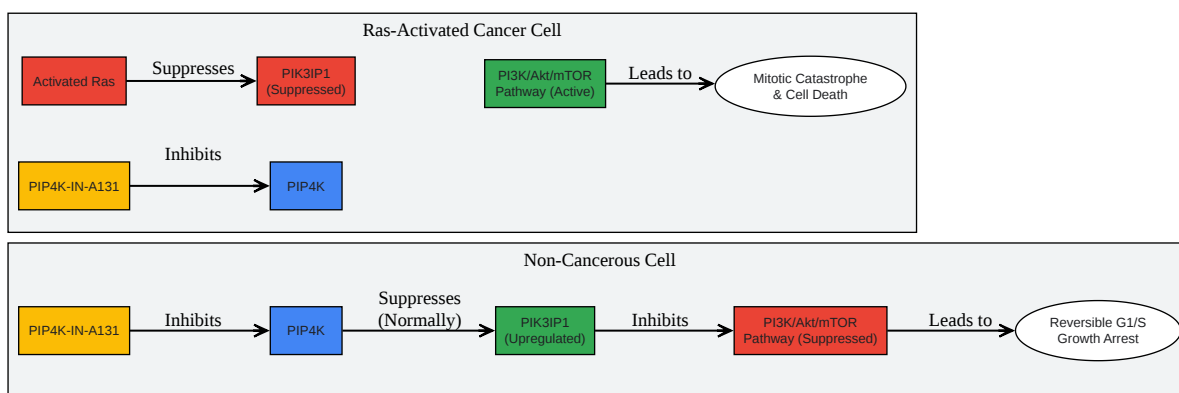 Ras-Activated Cancer Cell
Activated Ras
Suppresses
PIK3IP1
(Suppressed)
PI3K/Akt/mTOR
Pathway (Active)
Leads to
Mitotic Catastrophe
& Cell Death
PIP4K-IN-A131
Inhibits
PIP4K
Non-Cancerous Cell
PIP4K-IN-A131
Inhibits
PIP4K
Suppresses
(Normally)
PIK3IP1
(Upregulated)
Inhibits
PI3K/Akt/mTOR
Pathway (Suppressed)
Leads to
Reversible G1/S
Growth Arrest